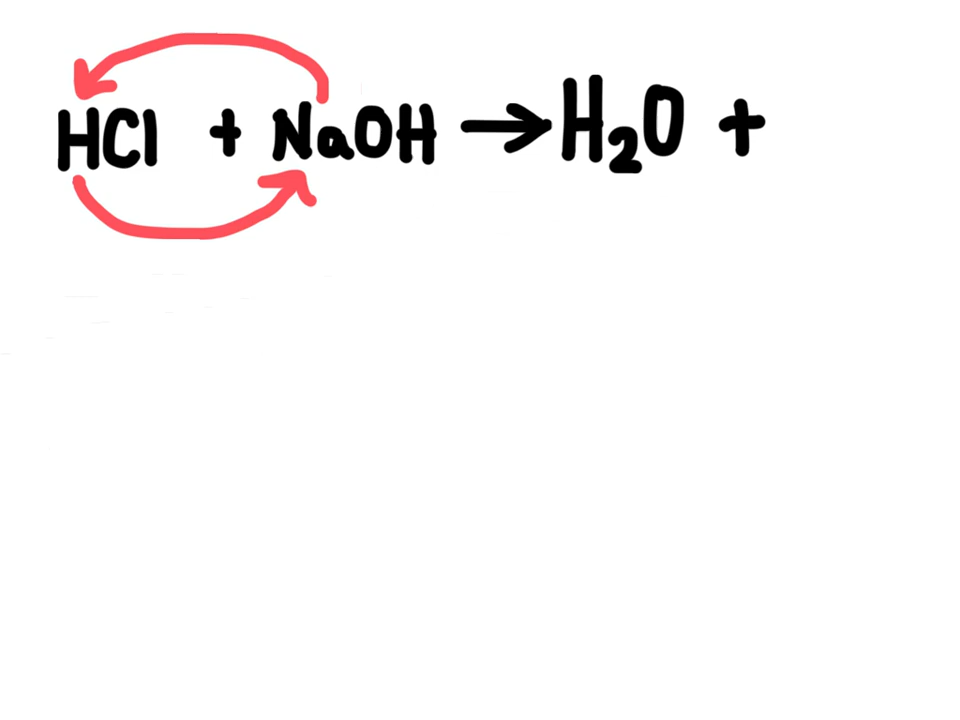 HCl + NaOH → H₂O +